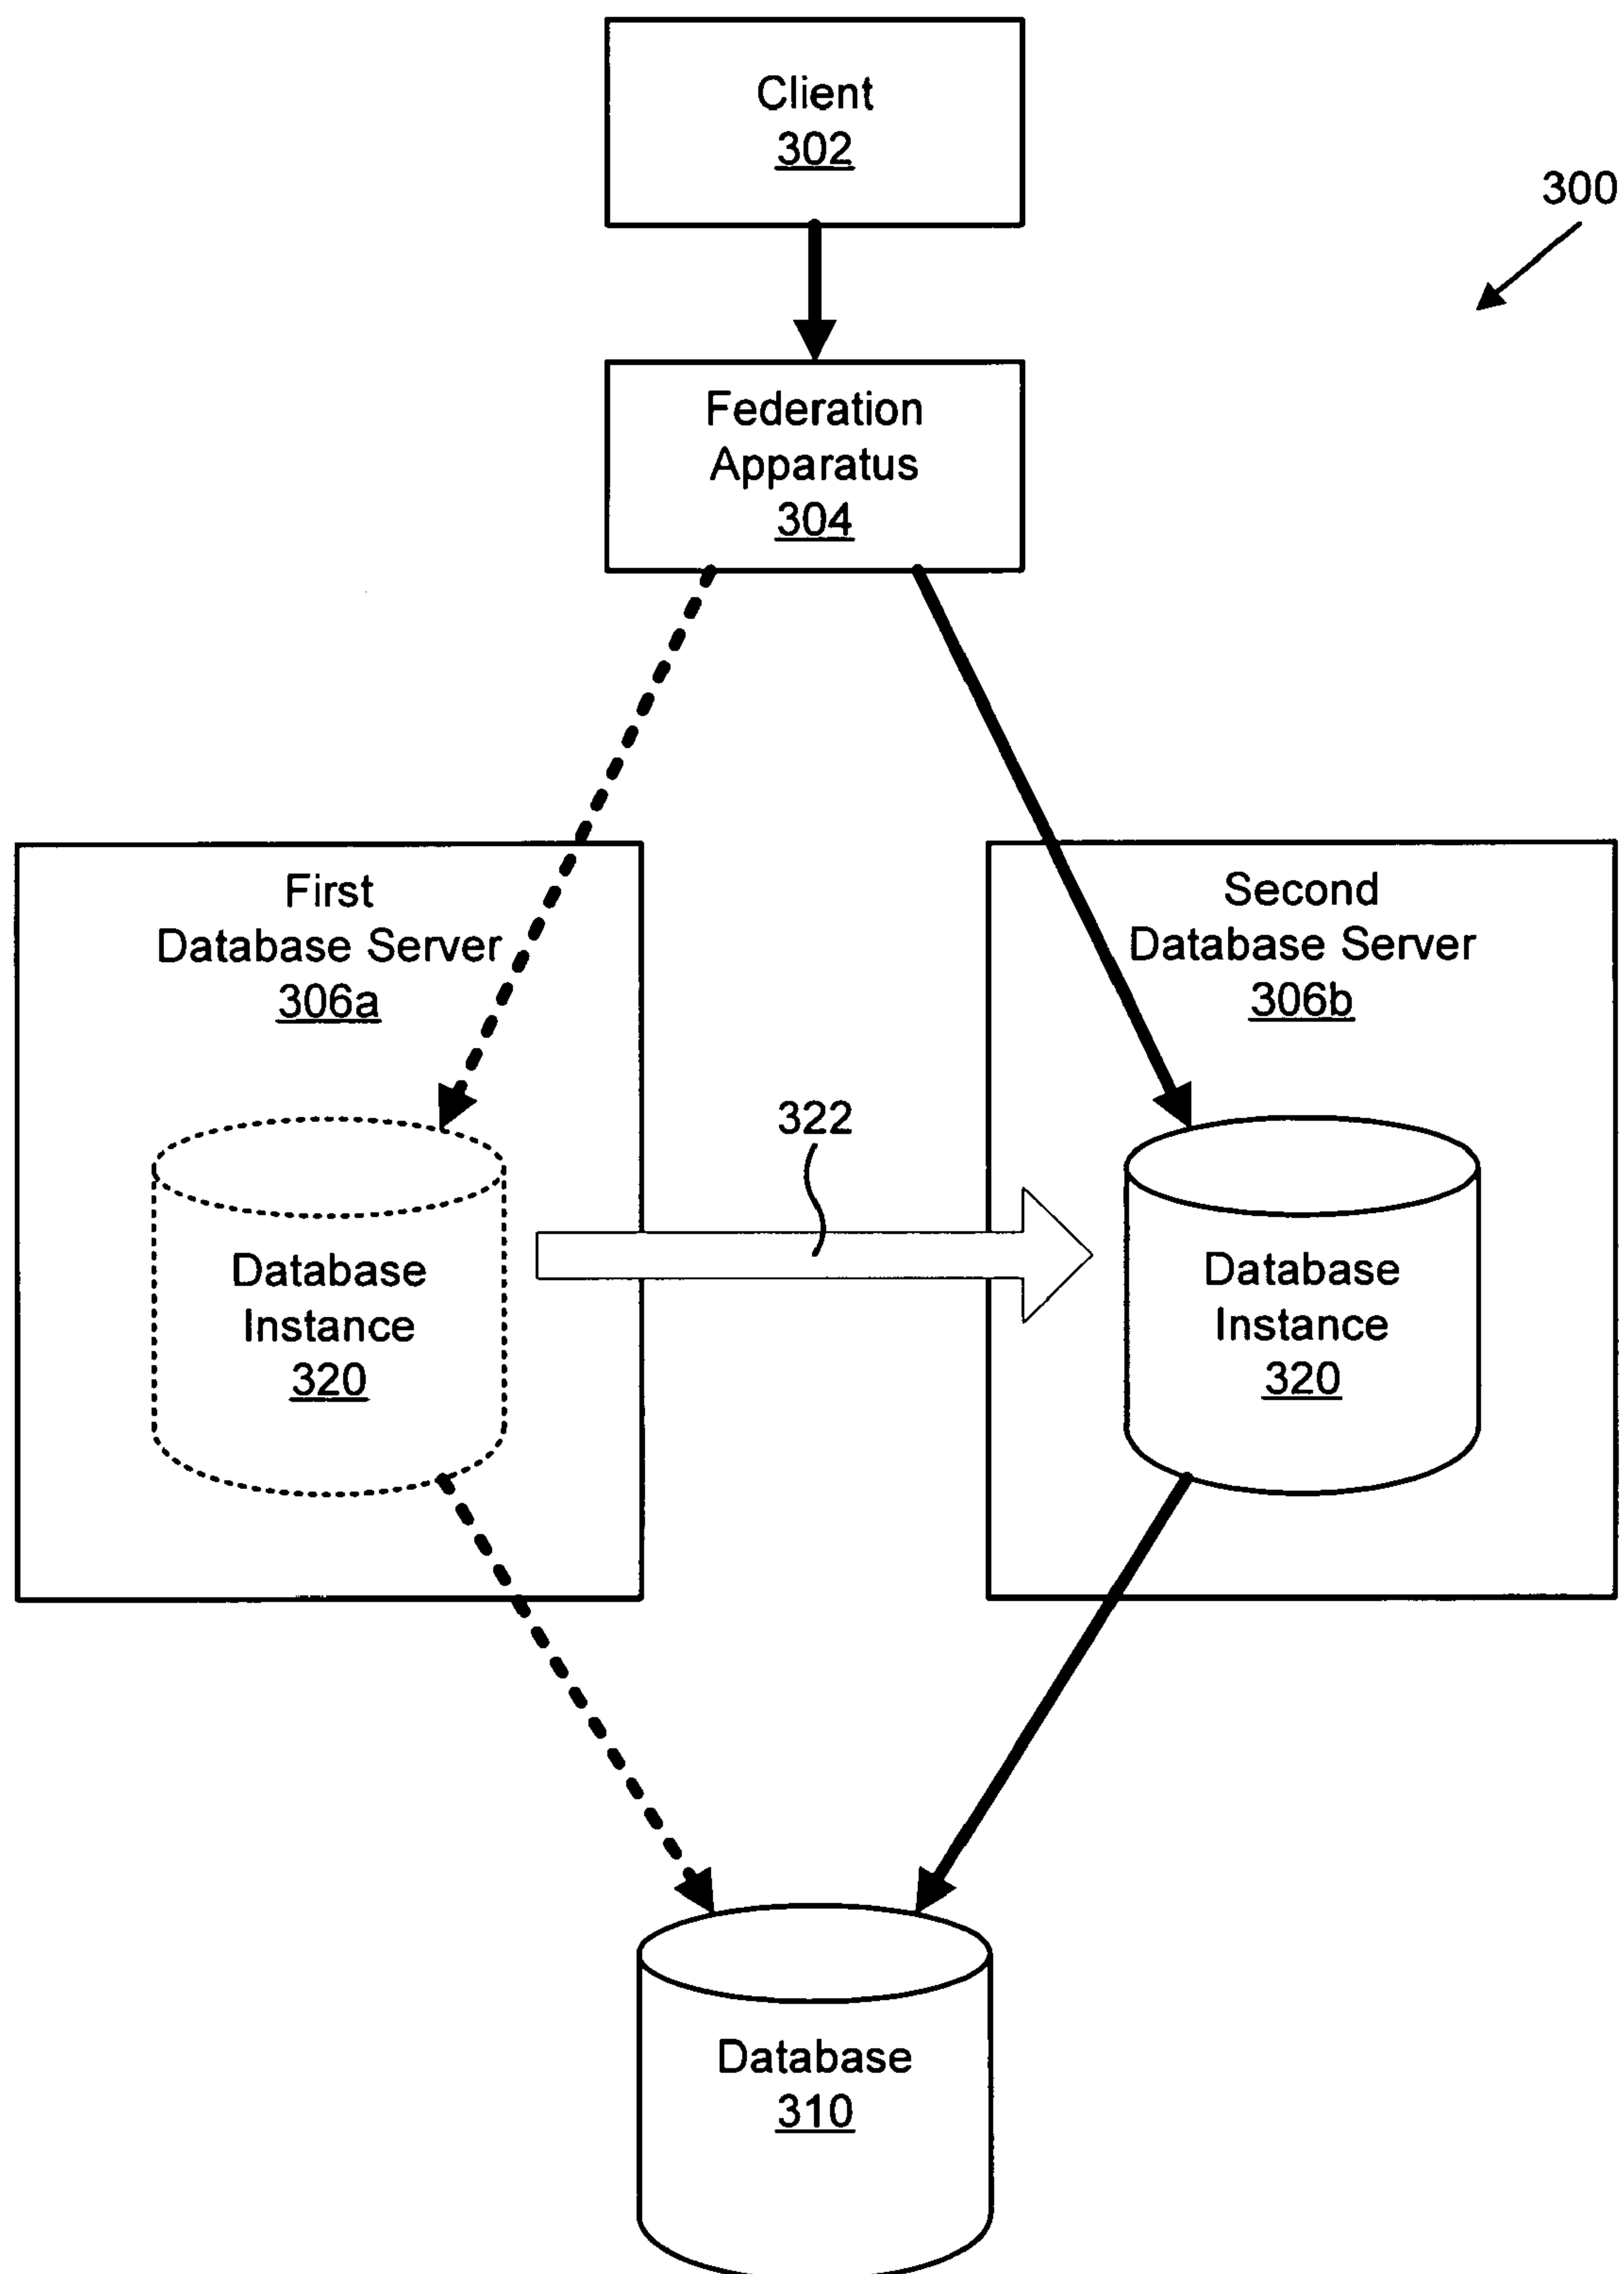 Client
302
300
Federation
Apparatus
304
First
Database Server
306a
Second
Database Server
306b
322
Database
Instance
320
Database
Instance
320
Database
310